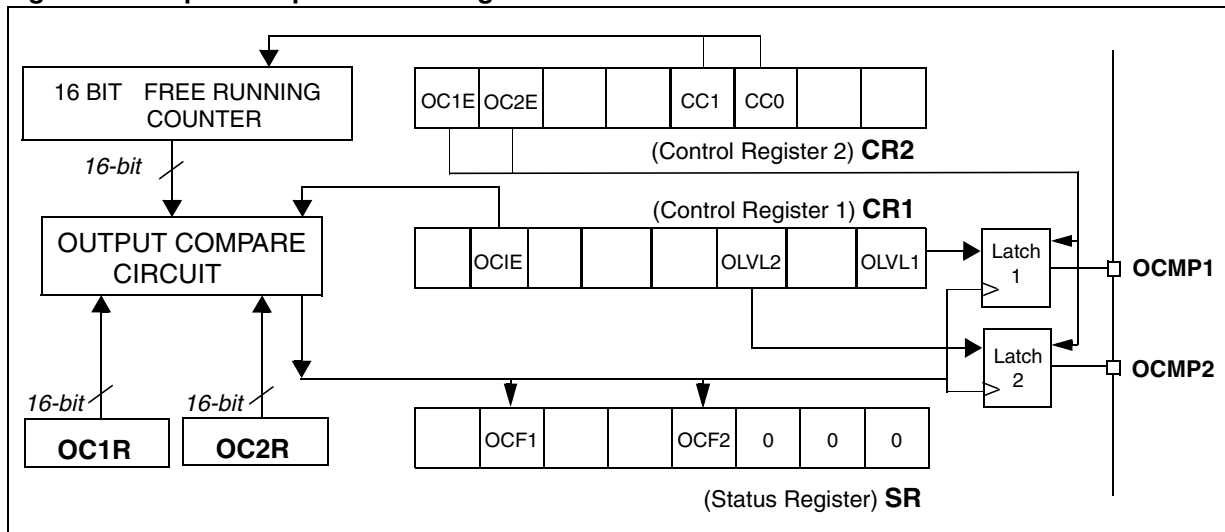 16 BIT FREE RUNNING
COUNTER
16-bit
OC1E OC2E CC1 CC0
(Control Register 2) CR2
(Control Register 1) CR1
OUTPUT COMPARE
CIRCUIT
OCIE OLVL2 OLVL1
Latch
1
OCMP1
Latch
2
OCMP2
16-bit
16-bit
OC1R
OC2R
OCF1 OCF2 0 0 0
(Status Register) SR